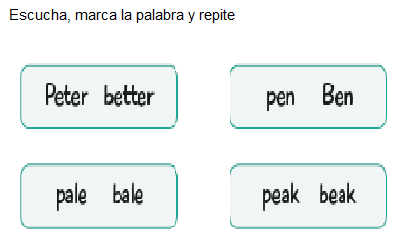 Escucha, marca la palabra y repite
Peter better
pen Ben
pale bale
peak beak